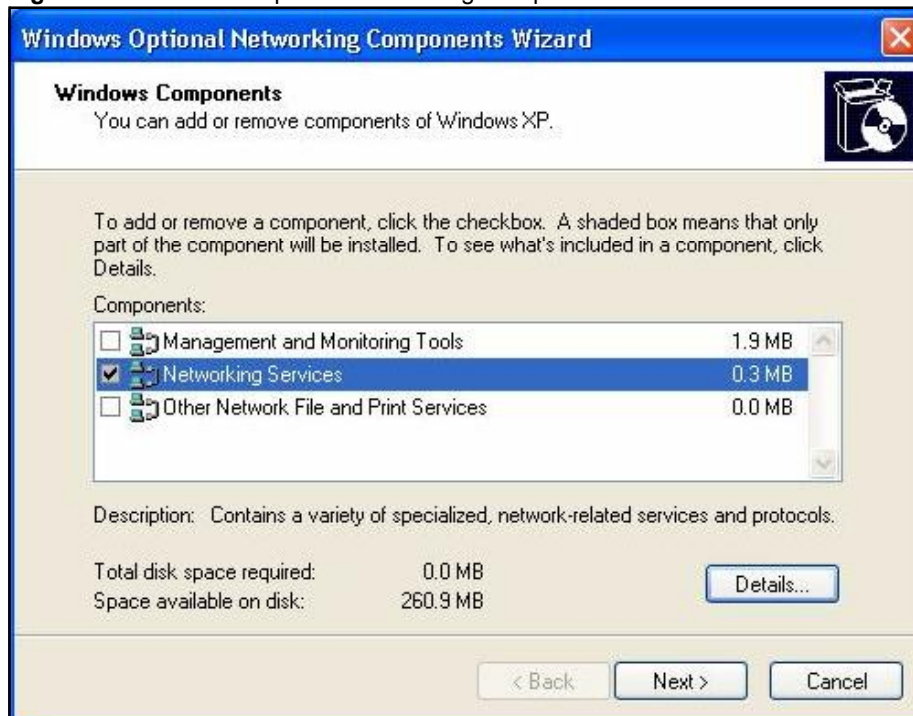 Windows Optional Networking Components Wizard
Windows Components
You can add or remove components of Windows XP.
To add or remove a component, click the checkbox. A shaded box means that only
part of the component will be installed. To see what's included in a component, click
Details.
Components:
Management and Monitoring Tools 1.9 MB
Networking Services 0.3 MB
Other Network File and Print Services 0.0 MB
Description: Contains a variety of specialized, network-related services and protocols.
Total disk space required: 0.0 MB
Space available on disk: 260.9 MB
Details...
< Back Next > Cancel